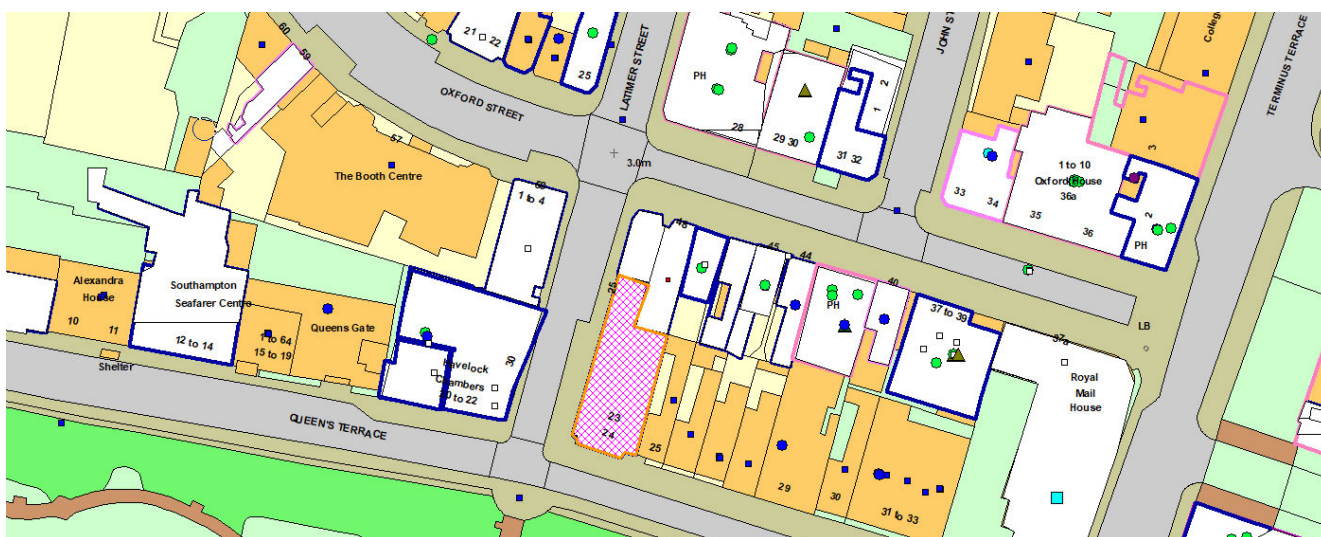 60
59
21 22
25
LATIMER STREET
OXFORD STREET
PH
28
29 30
31 32
1 2
JOHN ST
College
TERMINUS TERRACE
57
The Booth Centre
3.0m
1 to 4
33
34
1 to 10
Oxford House
36a
35
36
3
2
PH
48
45
44
40
25
PH
37 to 39
37a
LB
Royal
Mail
House
Alexandra
House
10
11
Shelter
Southampton
Seafarer Centre
12 to 14
Queens Gate
1 to 64
15 to 19
Havelock
Chambers
20 to 22
30
QUEEN'S TERRACE
23
24
25
29
30
31 to 33